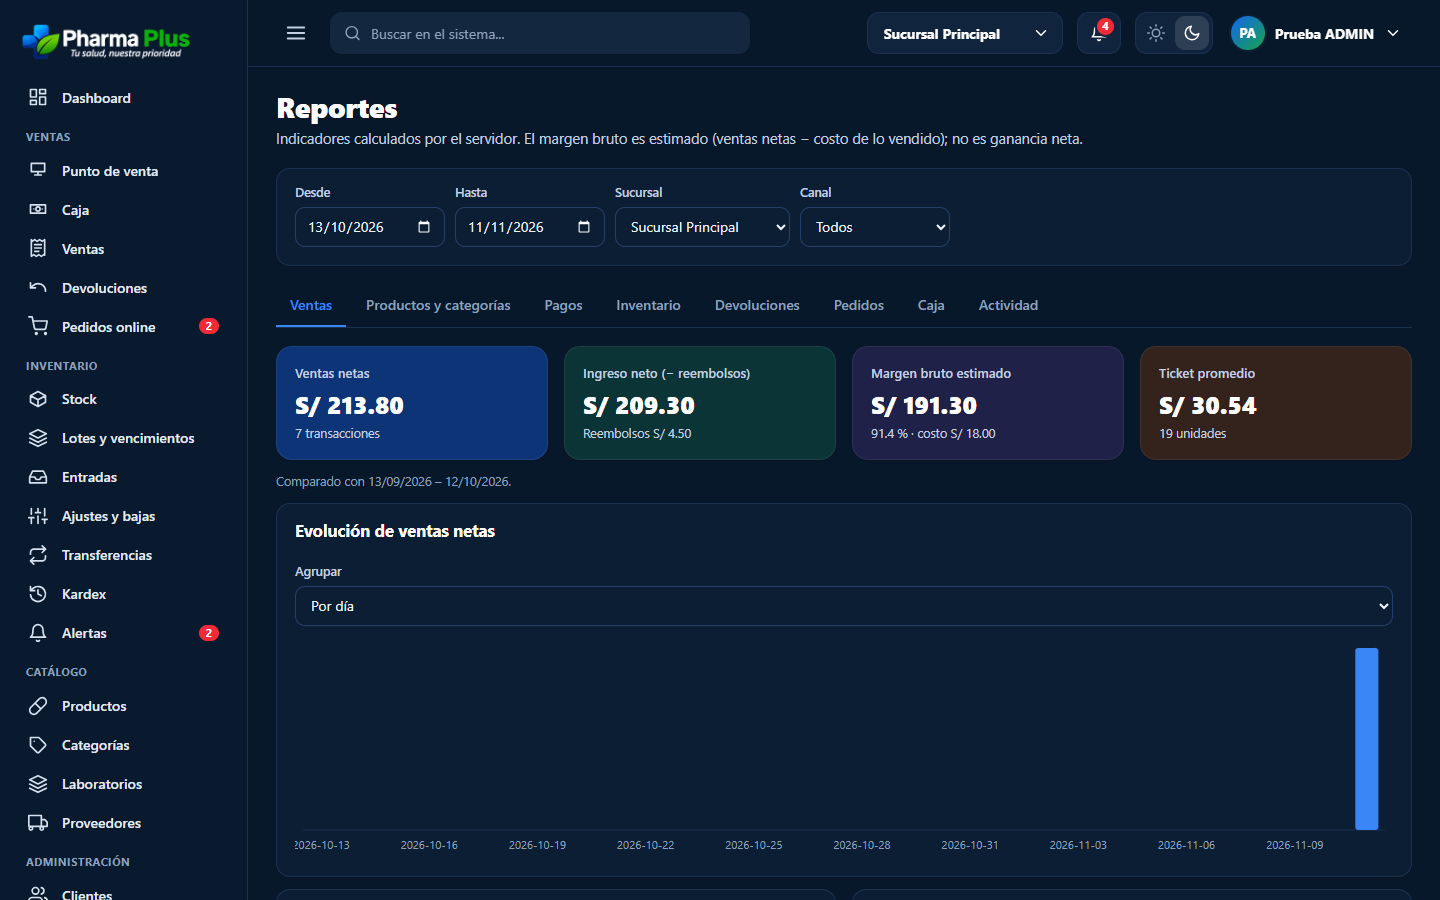 Pharma Plus
Tu salud, nuestra prioridad
Dashboard
VENTAS
Punto de venta
Caja
Ventas
Devoluciones
Pedidos online 2
INVENTARIO
Stock
Lotes y vencimientos
Entradas
Ajustes y bajas
Transferencias
Kardex
Alertas 2
CATÁLOGO
Productos
Categorías
Laboratorios
Proveedores
ADMINISTRACIÓN
Clientes
Buscar en el sistema...
Sucursal Principal
4
PA Prueba ADMIN
Reportes
Indicadores calculados por el servidor. El margen bruto es estimado (ventas netas − costo de lo vendido); no es ganancia neta.
Desde Hasta Sucursal Canal
13/10/2026 11/11/2026 Sucursal Principal Todos
Ventas Productos y categorías Pagos Inventario Devoluciones Pedidos Caja Actividad
Ventas netas
S/ 213.80
7 transacciones
Ingreso neto (− reembolsos)
S/ 209.30
Reembolsos S/ 4.50
Margen bruto estimado
S/ 191.30
91.4 % · costo S/ 18.00
Ticket promedio
S/ 30.54
19 unidades
Comparado con 13/09/2026 – 12/10/2026.
Evolución de ventas netas
Agrupar
Por día
2026-10-13 2026-10-16 2026-10-19 2026-10-22 2026-10-25 2026-10-28 2026-10-31 2026-11-03 2026-11-06 2026-11-09